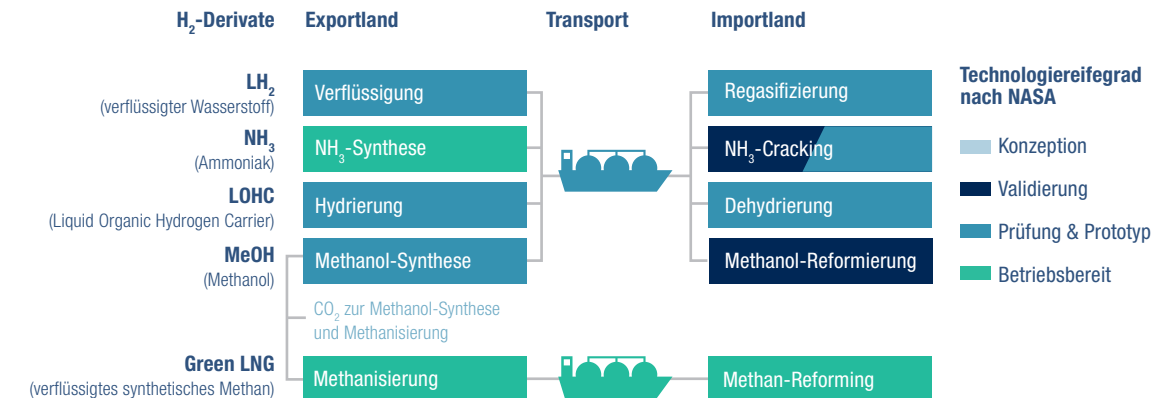 H₂-Derivate Exportland Transport Importland
LH₂
(verflüssigter Wasserstoff)
Verflüssigung
Regasifizierung
NH₃
(Ammoniak)
NH₃-Synthese
NH₃-Cracking
LOHC
(Liquid Organic Hydrogen Carrier)
Hydrierung
Dehydrierung
MeOH
(Methanol)
Methanol-Synthese
Methanol-Reformierung
CO₂ zur Methanol-Synthese
und Methanisierung
Green LNG
(verflüssigtes synthetisches Methan)
Methanisierung
Methan-Reforming
Technologiereifegrad
nach NASA
Konzeption
Validierung
Prüfung & Prototyp
Betriebsbereit